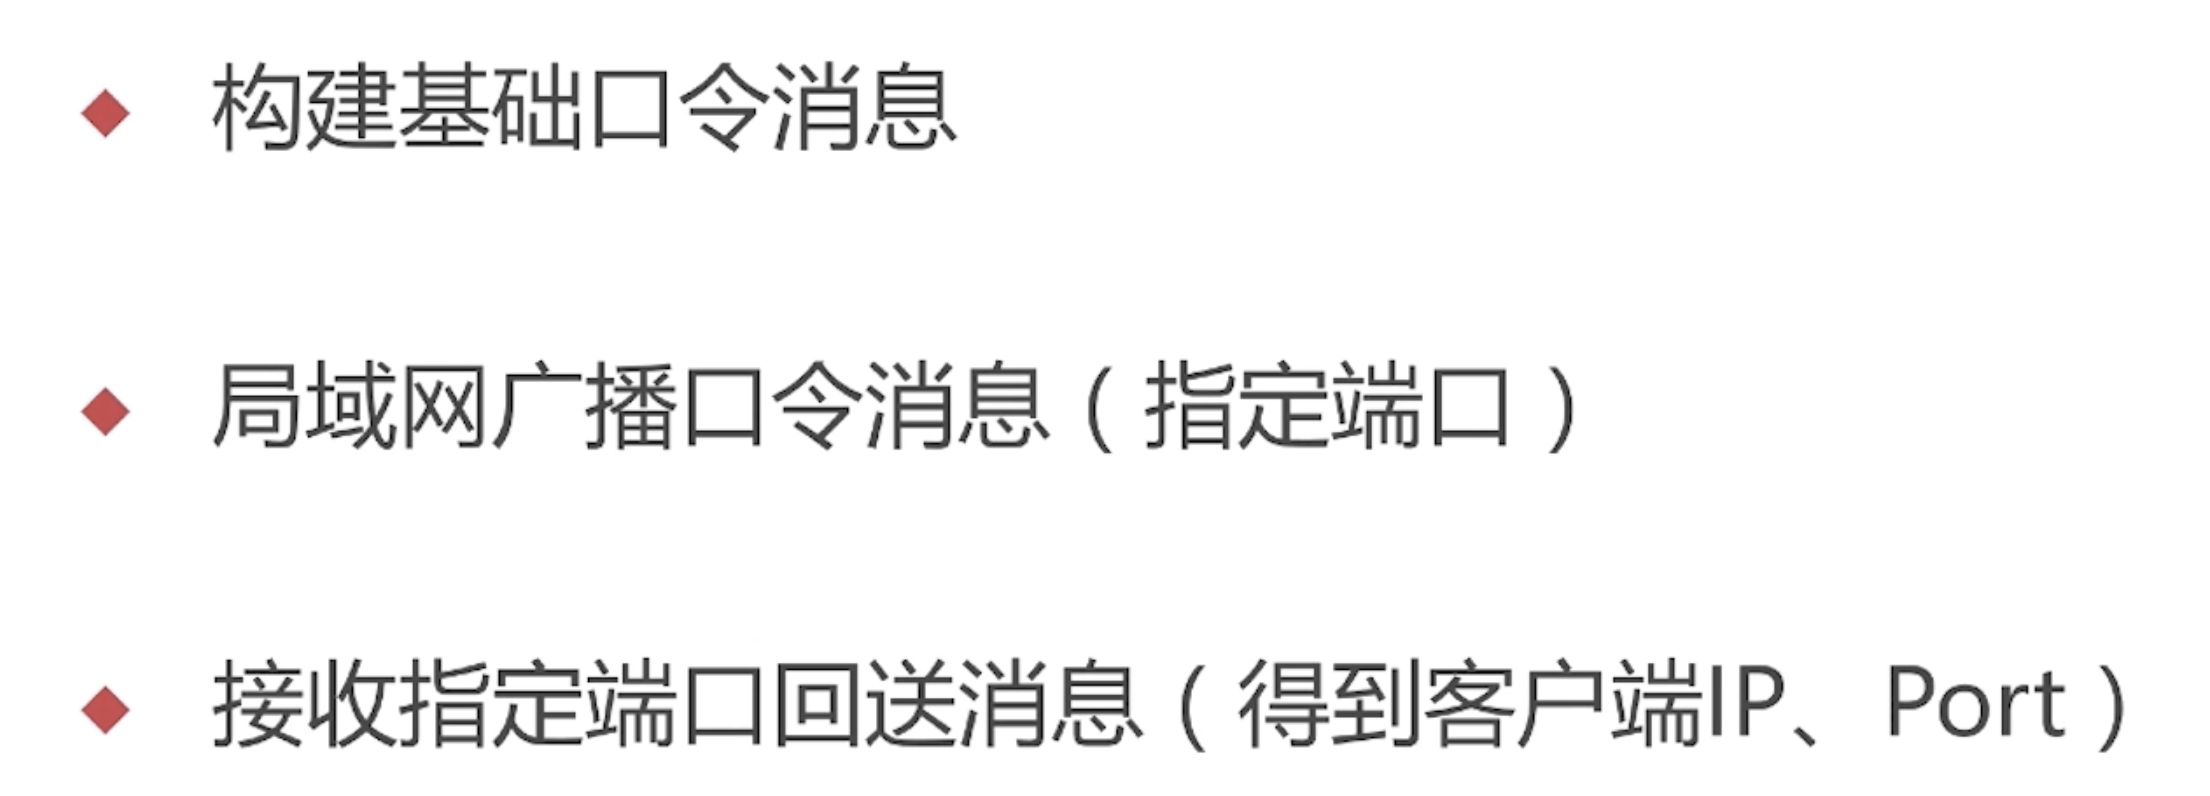 构建基础口令消息
局域网广播口令消息（指定端口）
接收指定端口回送消息（得到客户端IP、Port）